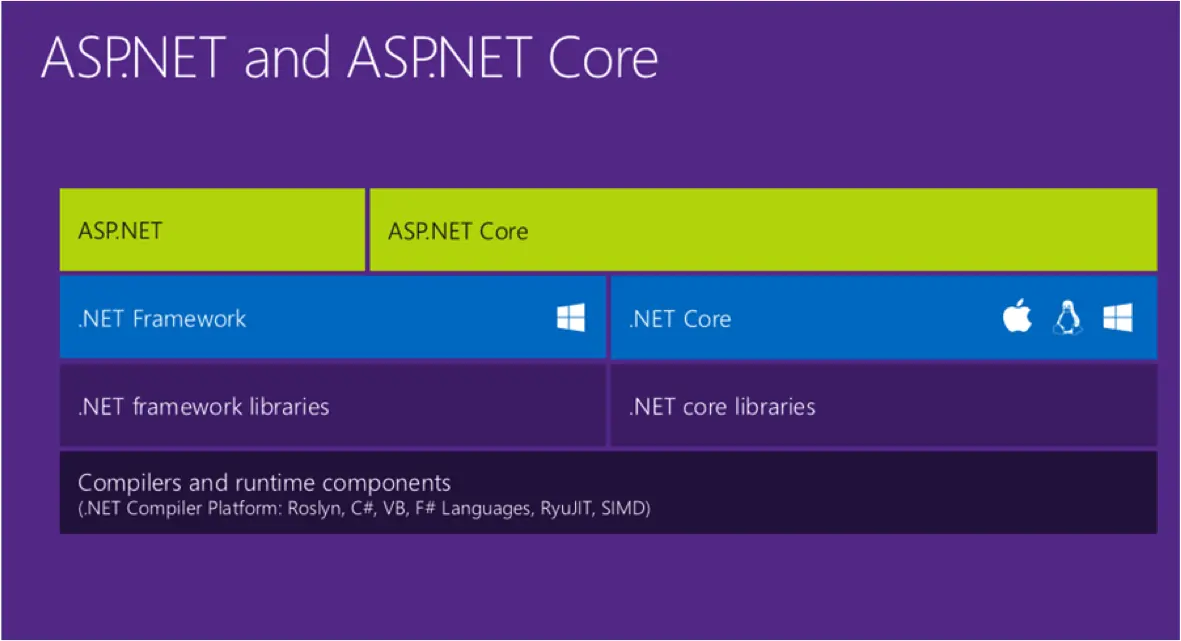 ASP.NET and ASP.NET Core
ASP.NET
ASP.NET Core
.NET Framework
.NET Core
.NET framework libraries
.NET core libraries
Compilers and runtime components
(.NET Compiler Platform: Roslyn, C#, VB, F# Languages, RyuJIT, SIMD)